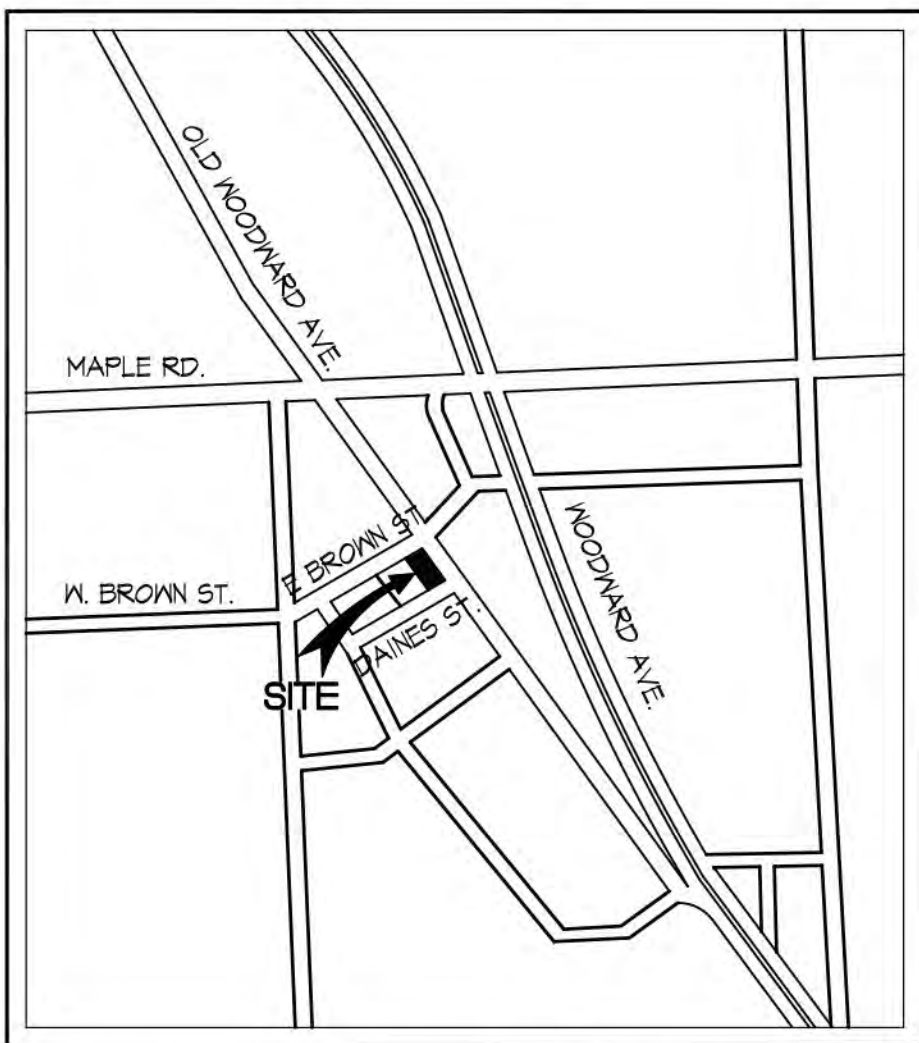 OLD WOODWARD AVE.
MAPLE RD.
E BROWN ST
WOODWARD AVE.
W. BROWN ST.
DAINES ST.
SITE